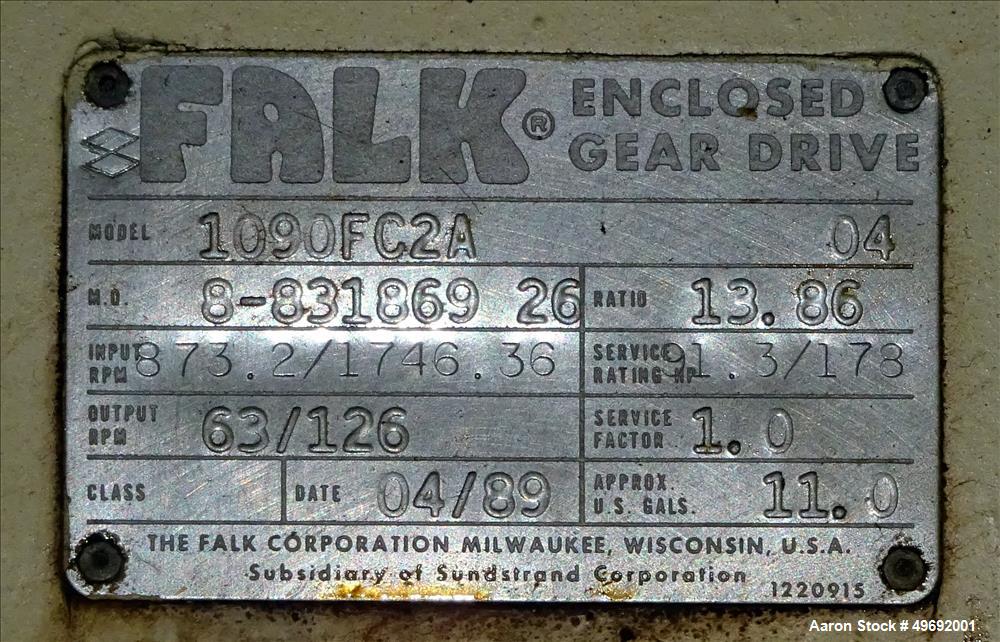 FALK® ENCLOSED
GEAR DRIVE
MODEL 1090FC2A 04
M.O. 8-831869 26 RATIO 13.86
INPUT RPM 873.2/1746.36 SERVICE RATING HP 91.3/178
OUTPUT RPM 63/126 SERVICE FACTOR 1.0
CLASS DATE 04/89 APPROX. U.S. GALS. 11.0
THE FALK CORPORATION MILWAUKEE, WISCONSIN, U.S.A.
Subsidiary of Sundstrand Corporation
1220915
Aaron Stock # 49692001